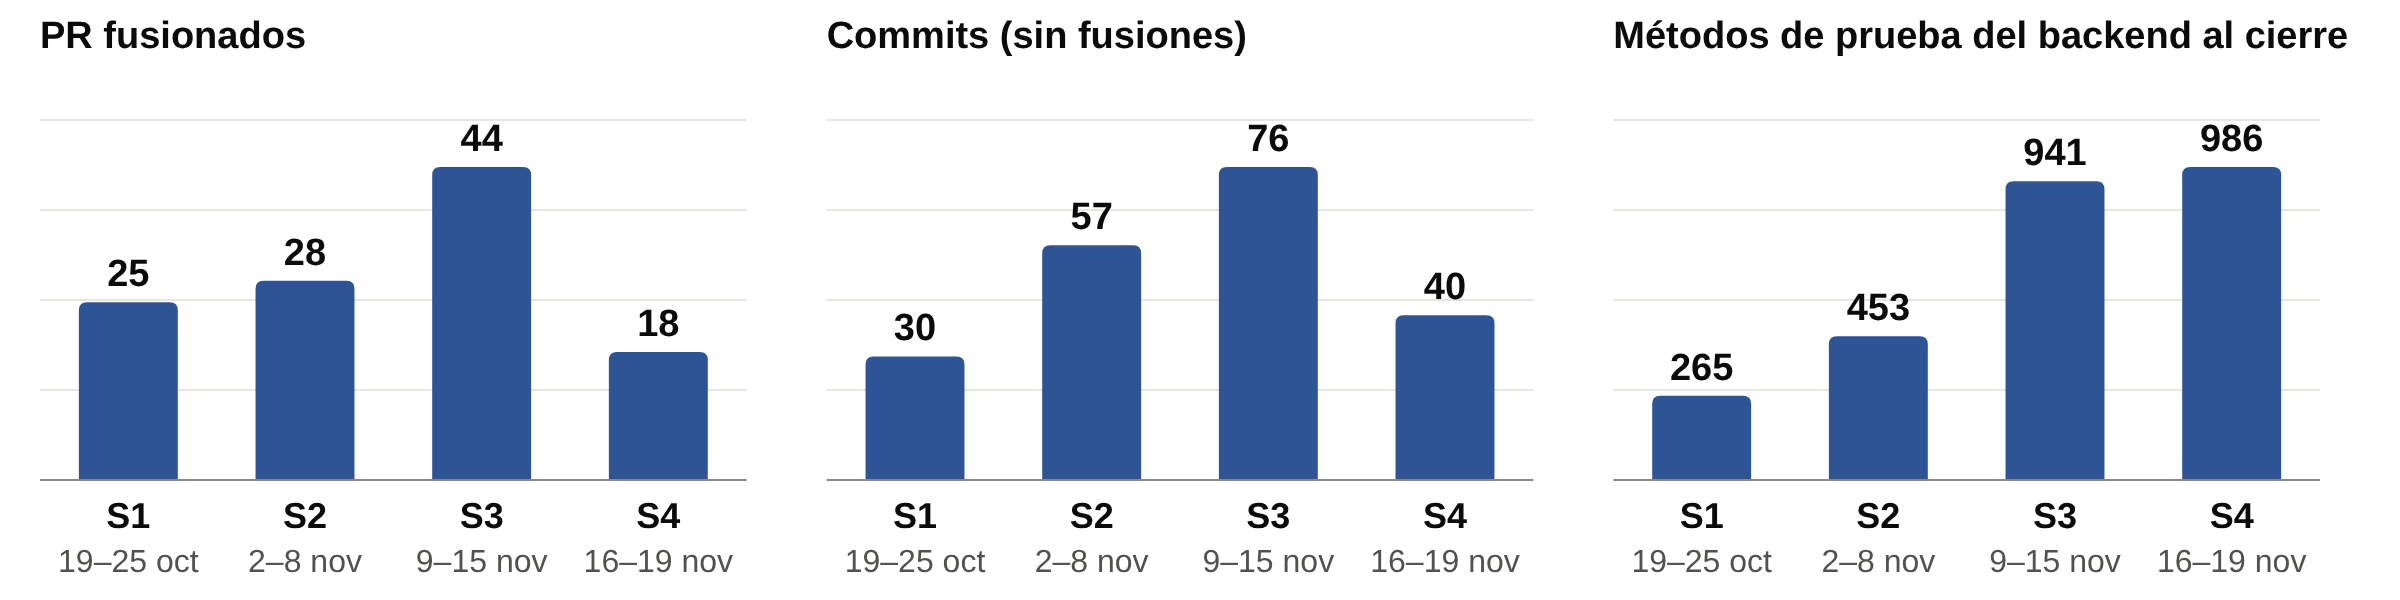 PR fusionados
44
28
25
18
S1 S2 S3 S4
19–25 oct 2–8 nov 9–15 nov 16–19 nov
Commits (sin fusiones)
76
57
40
30
S1 S2 S3 S4
19–25 oct 2–8 nov 9–15 nov 16–19 nov
Métodos de prueba del backend al cierre
986
941
453
265
S1 S2 S3 S4
19–25 oct 2–8 nov 9–15 nov 16–19 nov